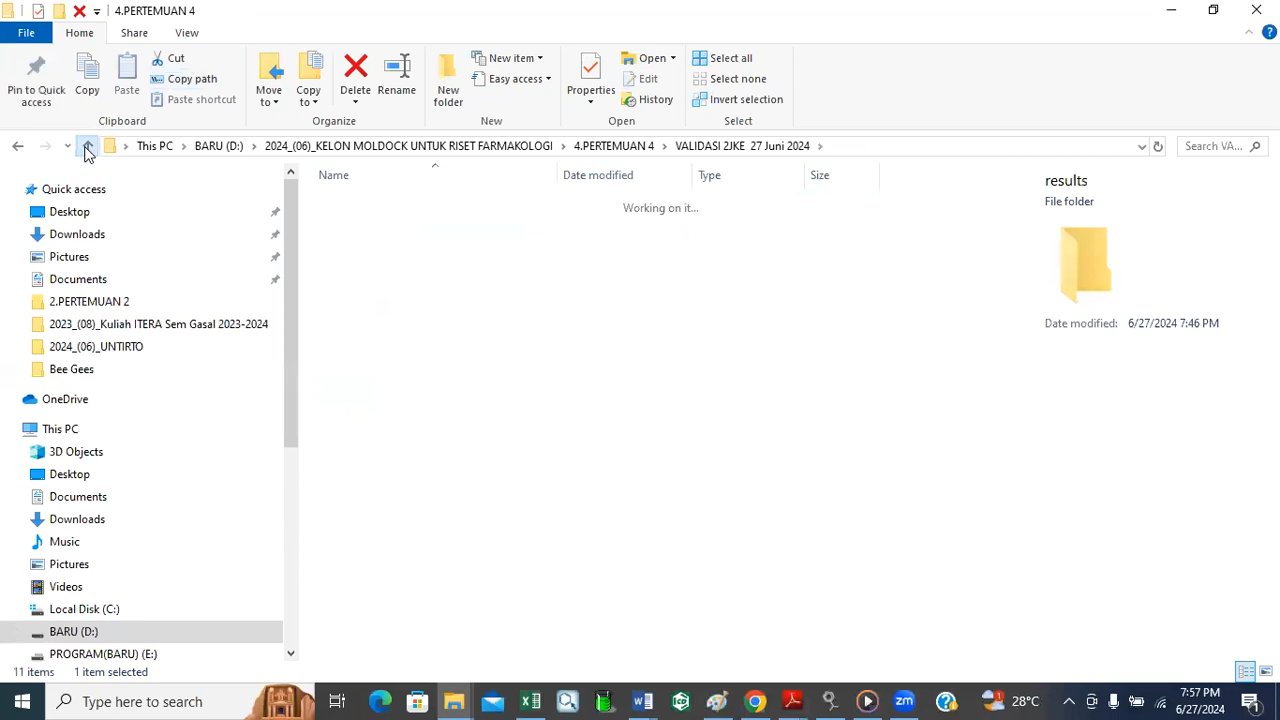 4.PERTEMUAN 4
File Home Share View
Pin to Quick access
Copy
Paste
Cut
Copy path
Paste shortcut
Move to
Copy to
Delete
Rename
New folder
New item
Easy access
Properties
Open
Edit
History
Select all
Select none
Invert selection
Clipboard Organize New Open Select
This PC BARU (D:) 2024_(06)_KELON MOLDOCK UNTUK RISET FARMAKOLOGI 4.PERTEMUAN 4 VALIDASI 2JKE 27 Juni 2024 Search VA...
Name Date modified Type Size
Working on it...
results
File folder
Date modified: 6/27/2024 7:46 PM
Quick access
Desktop
Downloads
Pictures
Documents
2.PERTEMUAN 2
2023_(08)_Kuliah ITERA Sem Gasal 2023-2024
2024_(06)_UNTIRTO
Bee Gees
OneDrive
This PC
3D Objects
Desktop
Documents
Downloads
Music
Pictures
Videos
Local Disk (C:)
BARU (D:)
PROGRAM(BARU) (E:)
11 items 1 item selected
Type here to search
28°C
7:57 PM
6/27/2024